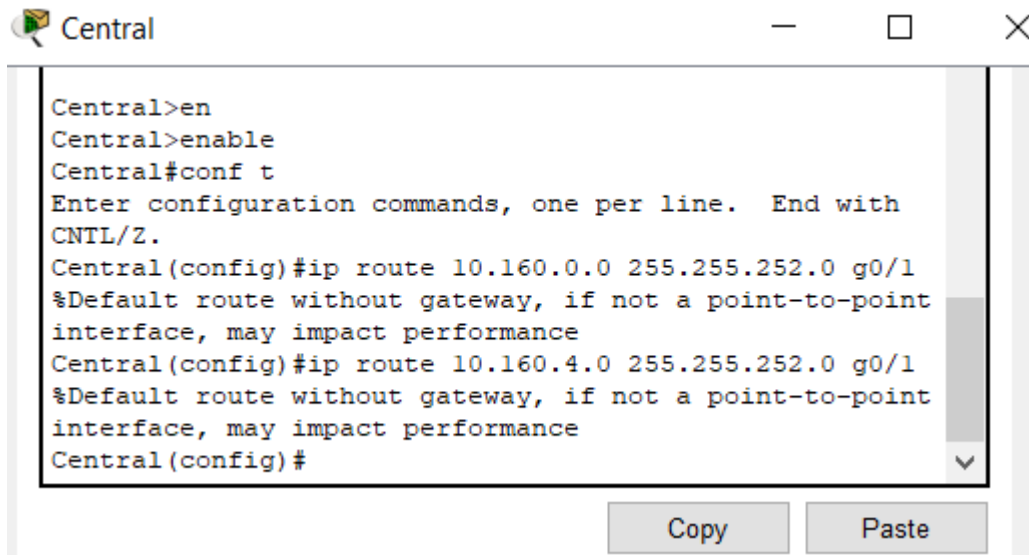 Central
Central>en
Central>enable
Central#conf t
Enter configuration commands, one per line.  End with
CNTL/Z.
Central(config)#ip route 10.160.0.0 255.255.252.0 g0/1
%Default route without gateway, if not a point-to-point
interface, may impact performance
Central(config)#ip route 10.160.4.0 255.255.252.0 g0/1
%Default route without gateway, if not a point-to-point
interface, may impact performance
Central(config)#
Copy Paste